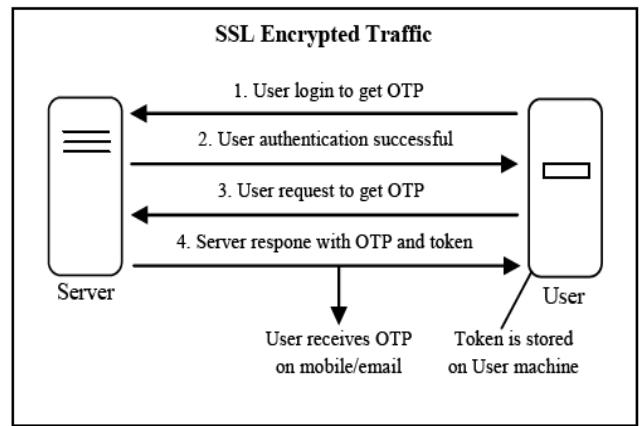 SSL Encrypted Traffic
1. User login to get OTP
2. User authentication successful
3. User request to get OTP
4. Server respone with OTP and token
Server
User
User receives OTP
on mobile/email
Token is stored
on User machine